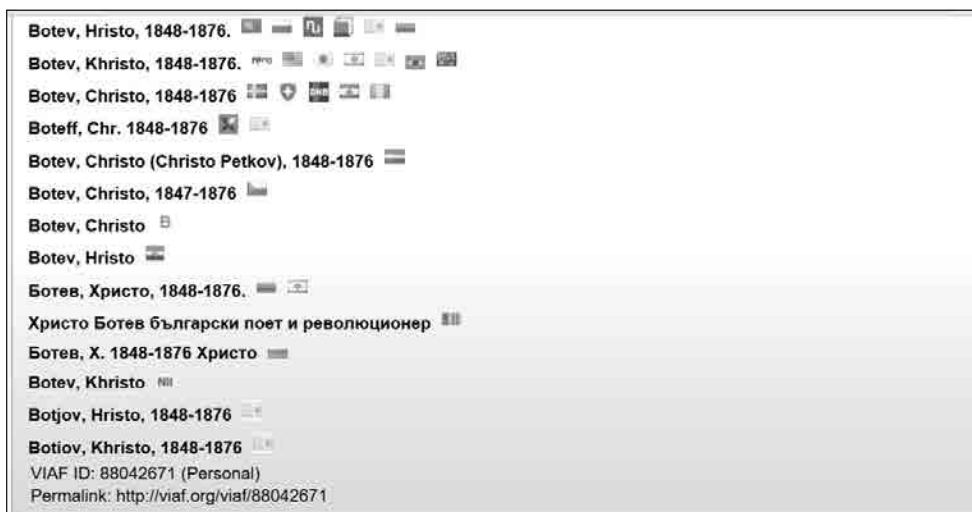 Botev, Hristo, 1848-1876.
Botev, Khristo, 1848-1876.
Botev, Christo, 1848-1876
Boteff, Chr. 1848-1876
Botev, Christo (Christo Petkov), 1848-1876
Botev, Christo, 1847-1876
Botev, Christo B
Botev, Hristo
Ботев, Христо, 1848-1876.
Христо Ботев български поет и революционер
Ботев, Х. 1848-1876 Христо
Botev, Khristo NII
Botjov, Hristo, 1848-1876
Botiov, Khristo, 1848-1876
VIAF ID: 88042671 (Personal)
Permalink: http://viaf.org/viaf/88042671